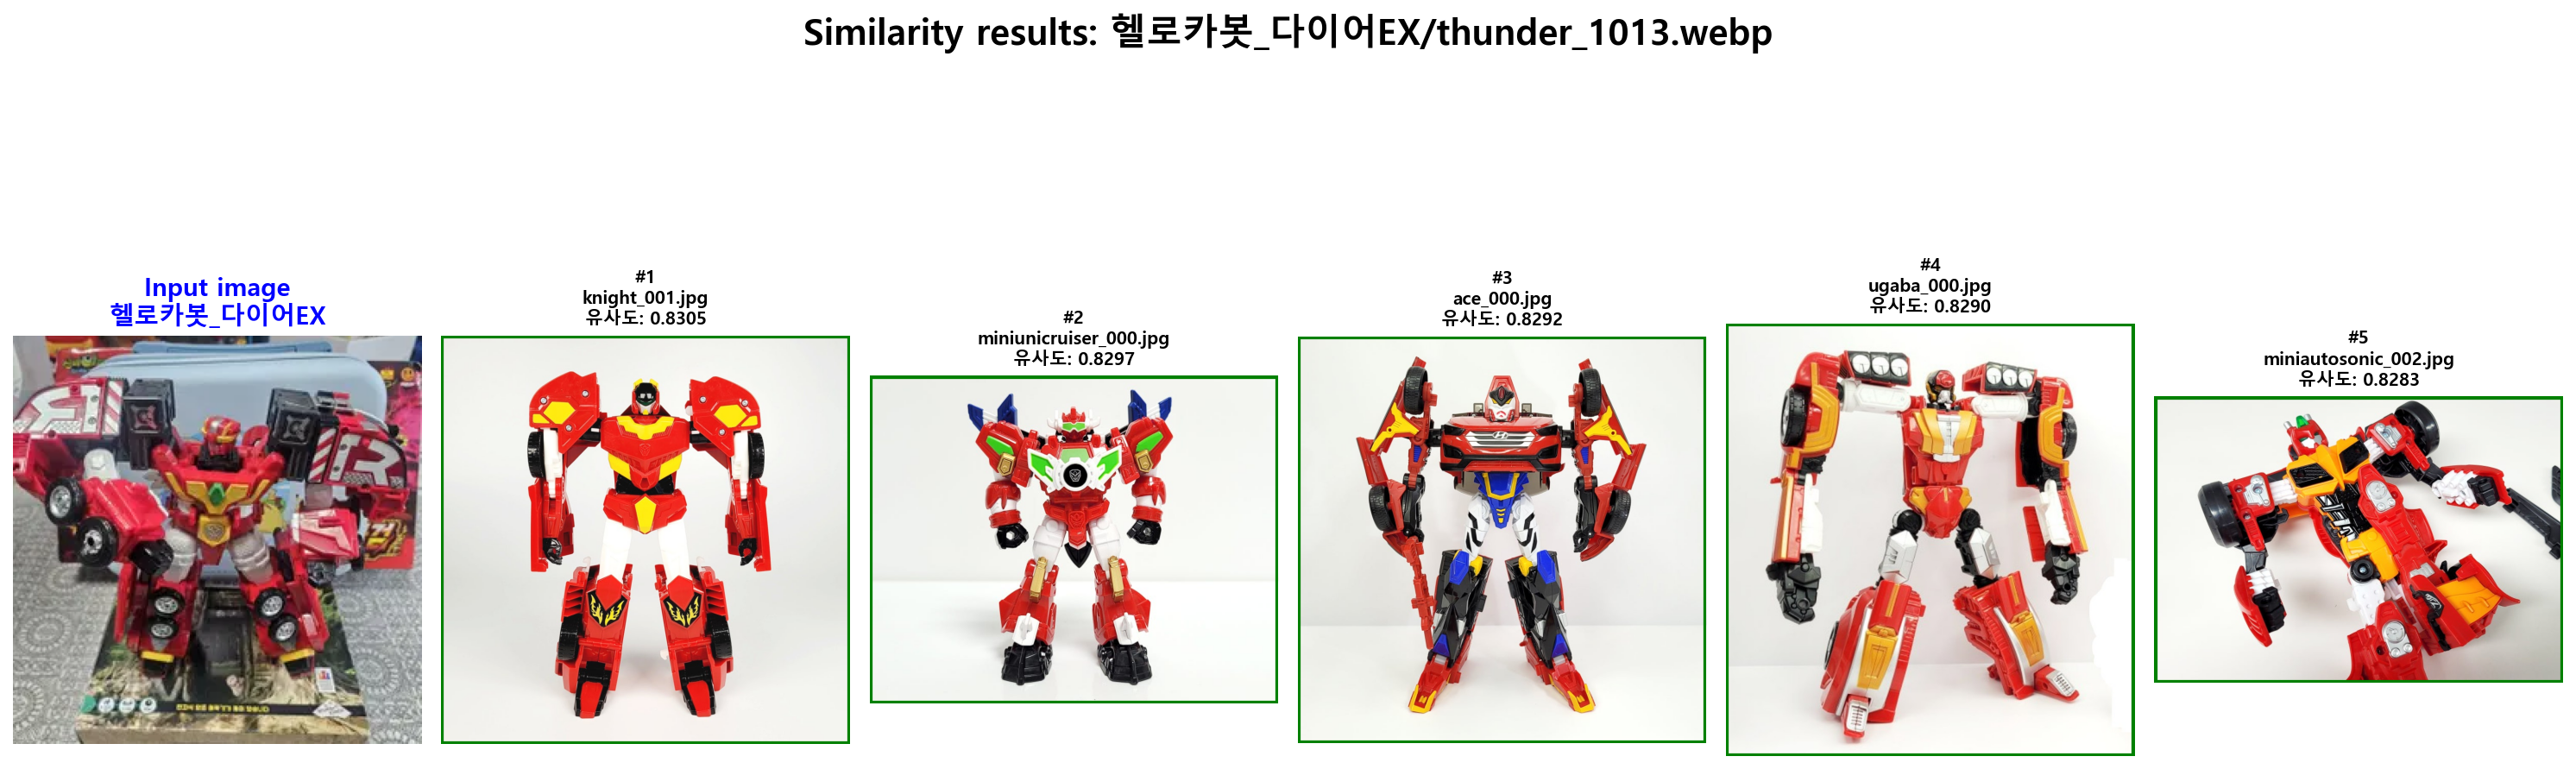 Similarity results: 헬로카봇_다이어EX/thunder_1013.webp
Input image
헬로카봇_다이어EX
#1
knight_001.jpg
유사도: 0.8305
#2
miniunicruiser_000.jpg
유사도: 0.8297
#3
ace_000.jpg
유사도: 0.8292
#4
ugaba_000.jpg
유사도: 0.8290
#5
miniautosonic_002.jpg
유사도: 0.8283